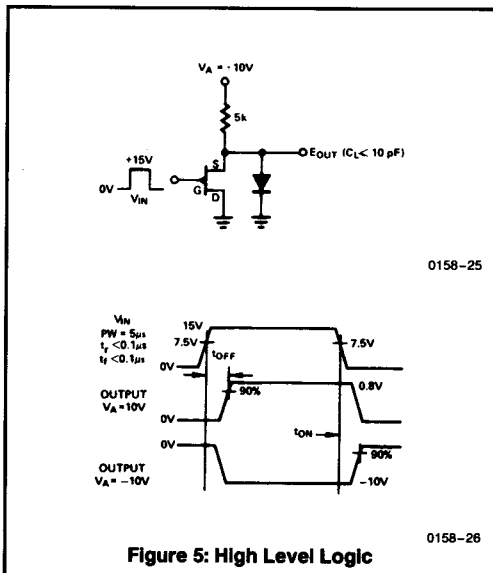 VA = -10V
5k
EOUT (CL< 10 pF)
+15V
0V
VIN
S
G
D
0158-25
VIN
PW = 5µs
tr <0.1µs
tf <0.1µs
15V
7.5V
0V
tOFF
7.5V
OUTPUT
VA = 10V
0V
90%
0.8V
tON
0V
OUTPUT
VA = −10V
90%
−10V
0158-26
Figure 5: High Level Logic